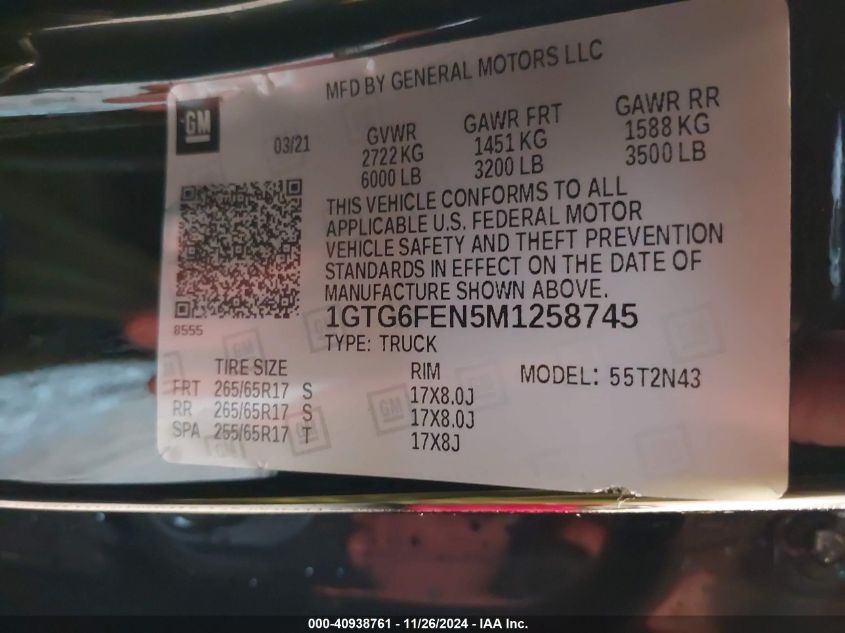 MFD BY GENERAL MOTORS LLC
GM
03/21
GVWR GAWR FRT GAWR RR
2722 KG 1451 KG 1588 KG
6000 LB 3200 LB 3500 LB
THIS VEHICLE CONFORMS TO ALL
APPLICABLE U.S. FEDERAL MOTOR
VEHICLE SAFETY AND THEFT PREVENTION
STANDARDS IN EFFECT ON THE DATE OF
MANUFACTURE SHOWN ABOVE.
8555
1GTG6FEN5M1258745
TYPE: TRUCK
TIRE SIZE RIM MODEL: 55T2N43
FRT 265/65R17 S 17X8.0J
RR 265/65R17 S 17X8.0J
SPA 255/65R17 T 17X8J
000-40938761 - 11/26/2024 - IAA Inc.